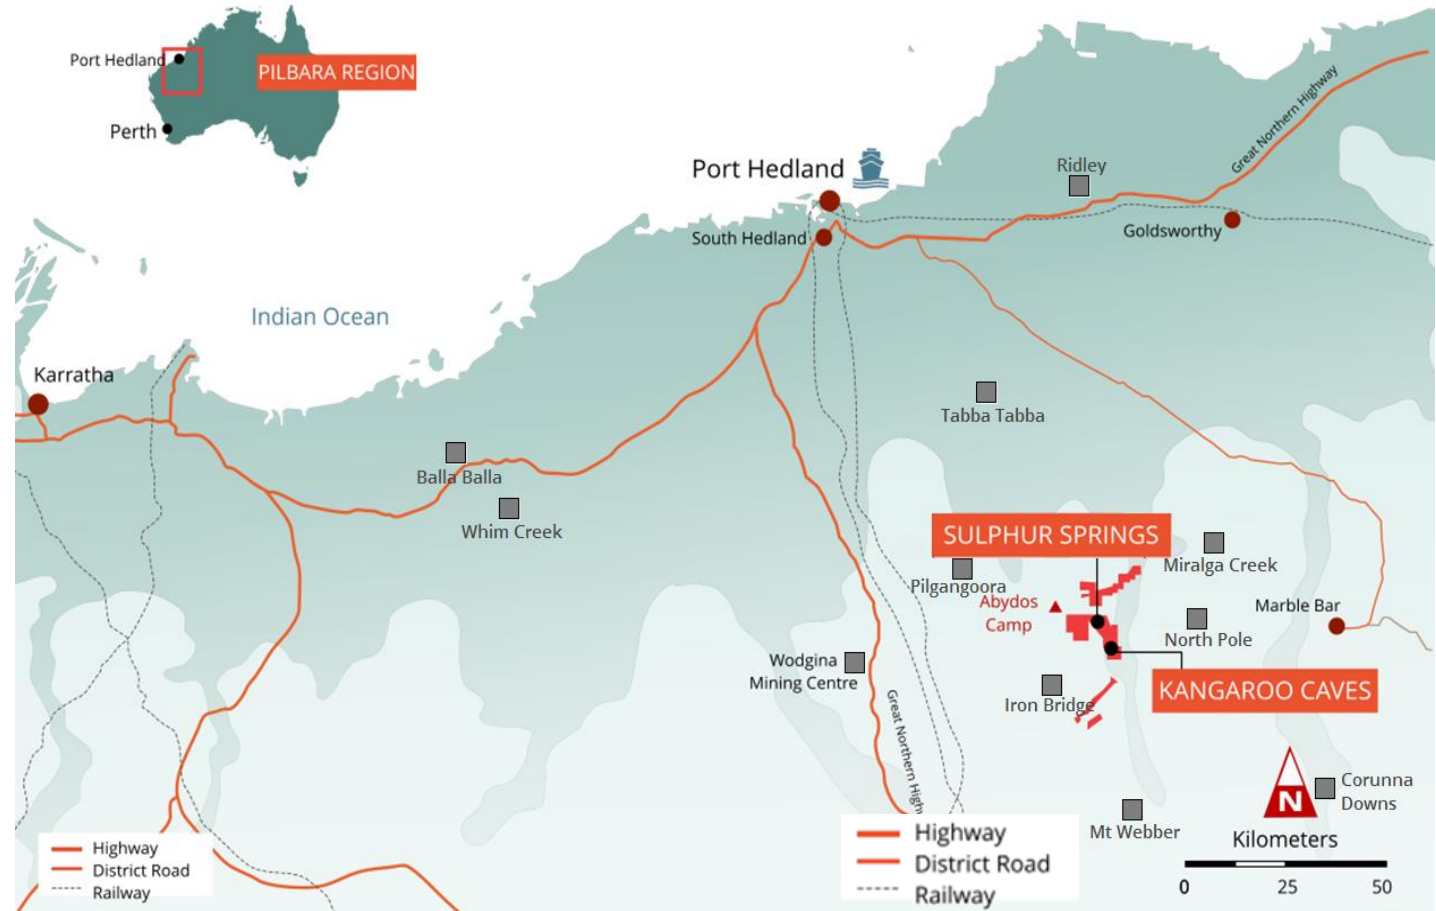 Port Hedland
PILBARA REGION
Perth
Port Hedland
Ridley
Great Northern Highway
South Hedland
Goldsworthy
Indian Ocean
Karratha
Tabba Tabba
Balla Balla
Whim Creek
SULPHUR SPRINGS
Miralga Creek
Pilgangoora
Abydos
Camp
Marble Bar
North Pole
Wodgina
Mining Centre
KANGAROO CAVES
Iron Bridge
Great Northern High
Corunna
Downs
N
Mt Webber
Kilometers
0 25 50
Highway
District Road
Railway
Highway
District Road
Railway